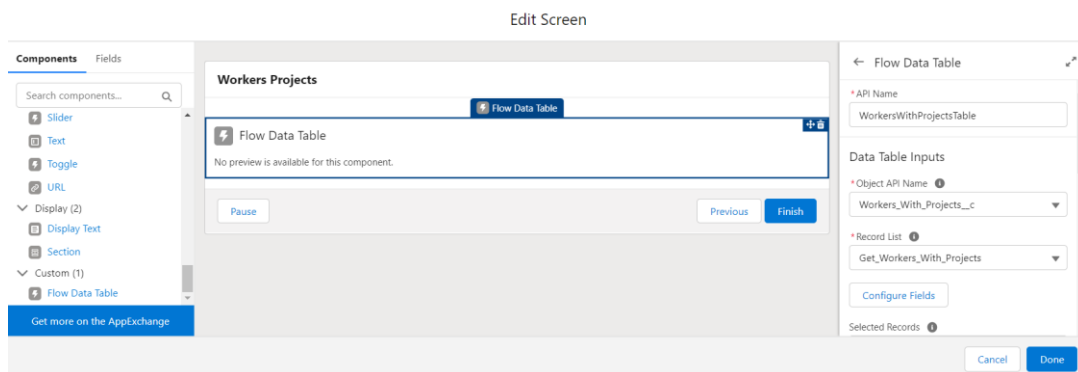 Edit Screen
Components Fields
Search components...
Slider
Text
Toggle
URL
Display (2)
Display Text
Section
Custom (1)
Flow Data Table
Get more on the AppExchange
Workers Projects
Flow Data Table
Flow Data Table
No preview is available for this component.
Pause
Previous
Finish
Flow Data Table
*API Name
WorkersWithProjectsTable
Data Table Inputs
*Object API Name
Workers_With_Projects__c
*Record List
Get_Workers_With_Projects
Configure Fields
Selected Records
Cancel
Done